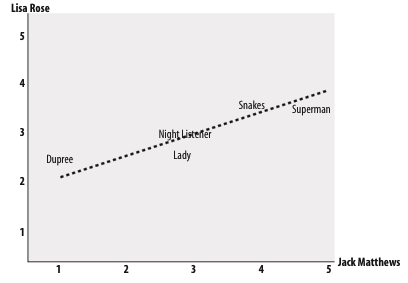 Lisa Rose
5
4
Snakes
Superman
3
Night Listener
Lady
Dupree
2
1
Jack Matthews
1 2 3 4 5